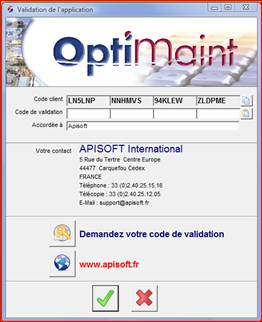 Validation de l'application
OptiMaint
Code client LN5LNP NNHMVS 94KLEW ZLDPME
Code de validation
Accordée à Apisoft
Votre contact APISOFT International
5 Rue du Tertre Centre Europe
44477 Carquefou Cedex
FRANCE
Téléphone : 33 (0)2.40.25.15.16
Télécopie : 33 (0)2.40.25.12.05
E-Mail : support@apisoft.fr
Demandez votre code de validation
www.apisoft.fr